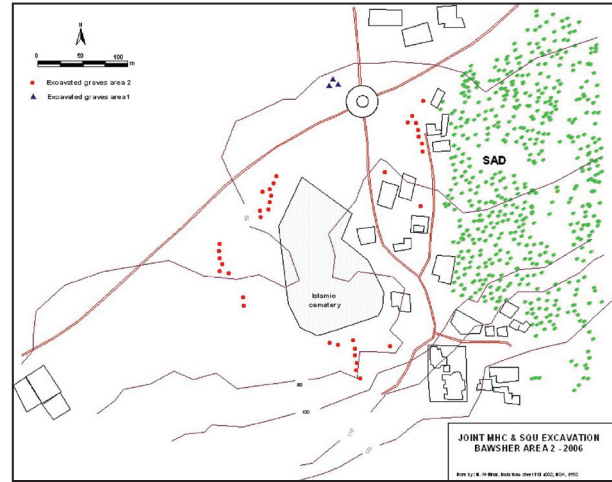 N
0 50 100
m
Excavated graves area 2
Excavated graves area1
SAD
Islamic
cemetery
100
110
120
JOINT MHC & SQU EXCAVATION
BAWSHER AREA 2 - 2006